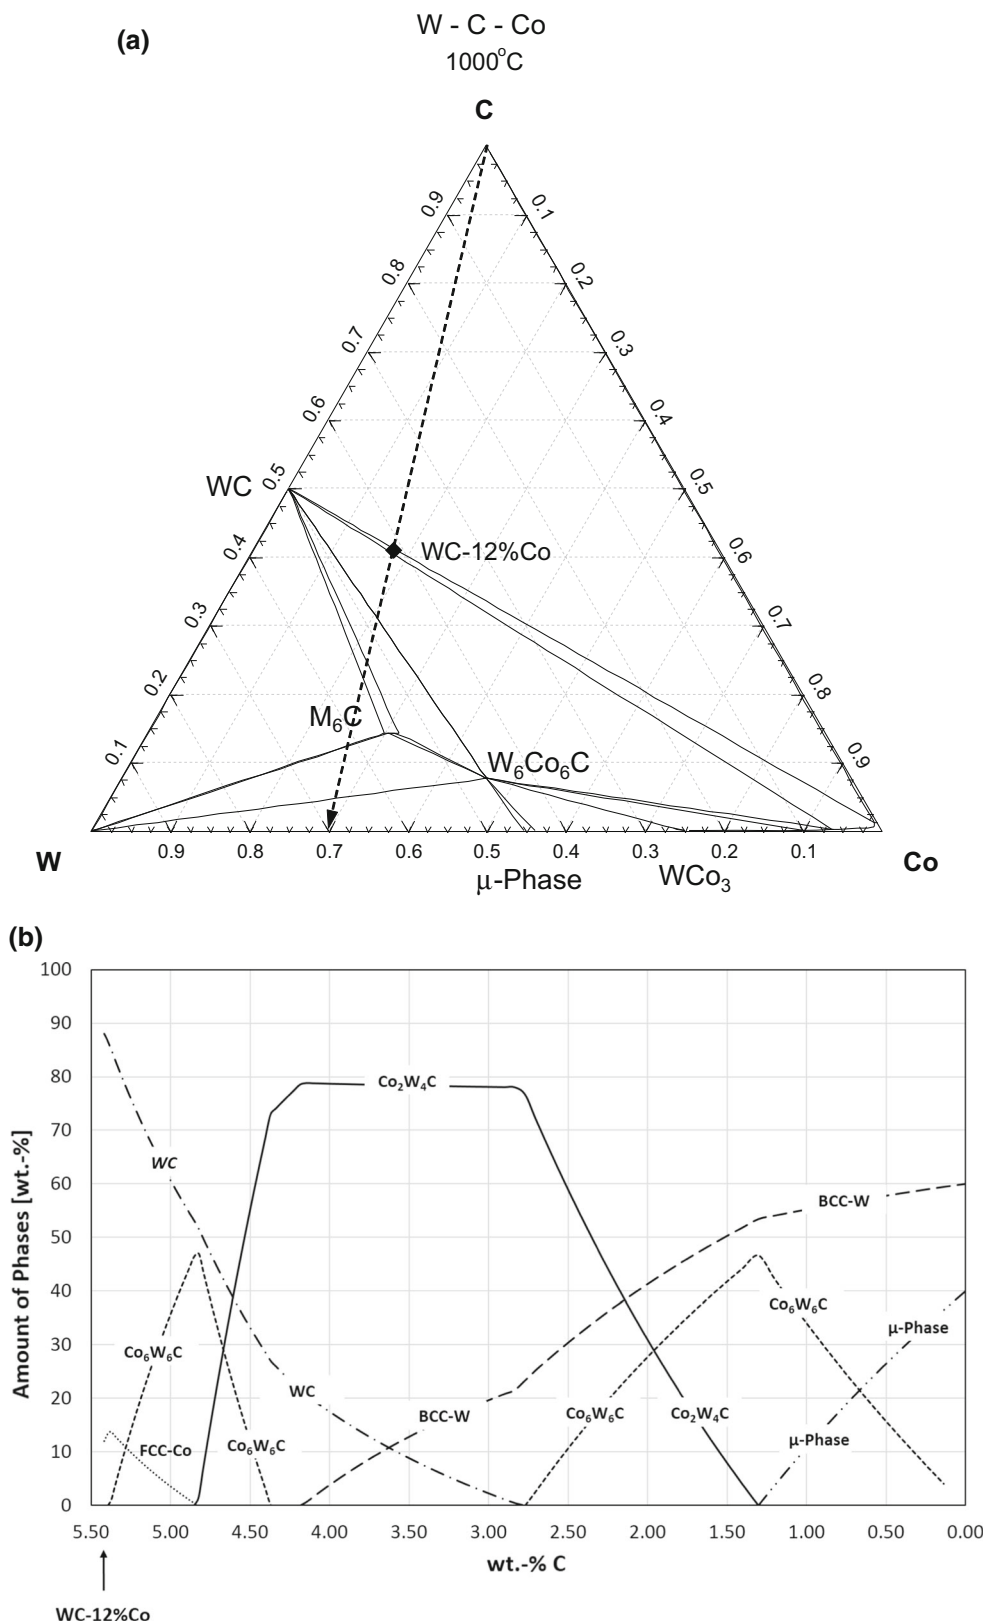 (a)
W - C - Co
1000°C
C
0.9
0.1
0.8
0.2
0.7
0.3
0.6
0.4
WC
0.5
0.5
0.4
WC-12%Co
0.6
0.3
0.7
0.2
0.8
M₆C
0.1
W₆Co₆C
0.9
W
0.9
0.8
0.7
0.6
0.5
0.4
0.3
0.2
0.1
Co
μ-Phase
WCo₃
(b)
100
90
80
70
60
50
40
30
20
10
0
Amount of Phases [wt.-%]
Co₂W₄C
WC
BCC-W
Co₆W₆C
μ-Phase
Co₆W₆C
WC
BCC-W
Co₆W₆C
Co₂W₄C
FCC-Co
Co₆W₆C
μ-Phase
5.50
5.00
4.50
4.00
3.50
3.00
2.50
2.00
1.50
1.00
0.50
0.00
wt.-% C
WC-12%Co